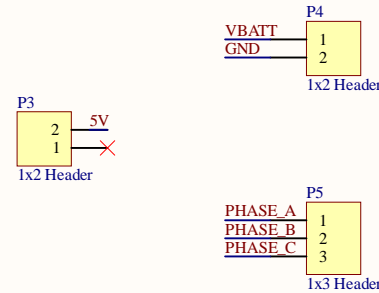 P4
VBATT 1
GND 2
1x2 Header
P3
2 5V
1
1x2 Header
P5
PHASE_A 1
PHASE_B 2
PHASE_C 3
1x3 Header